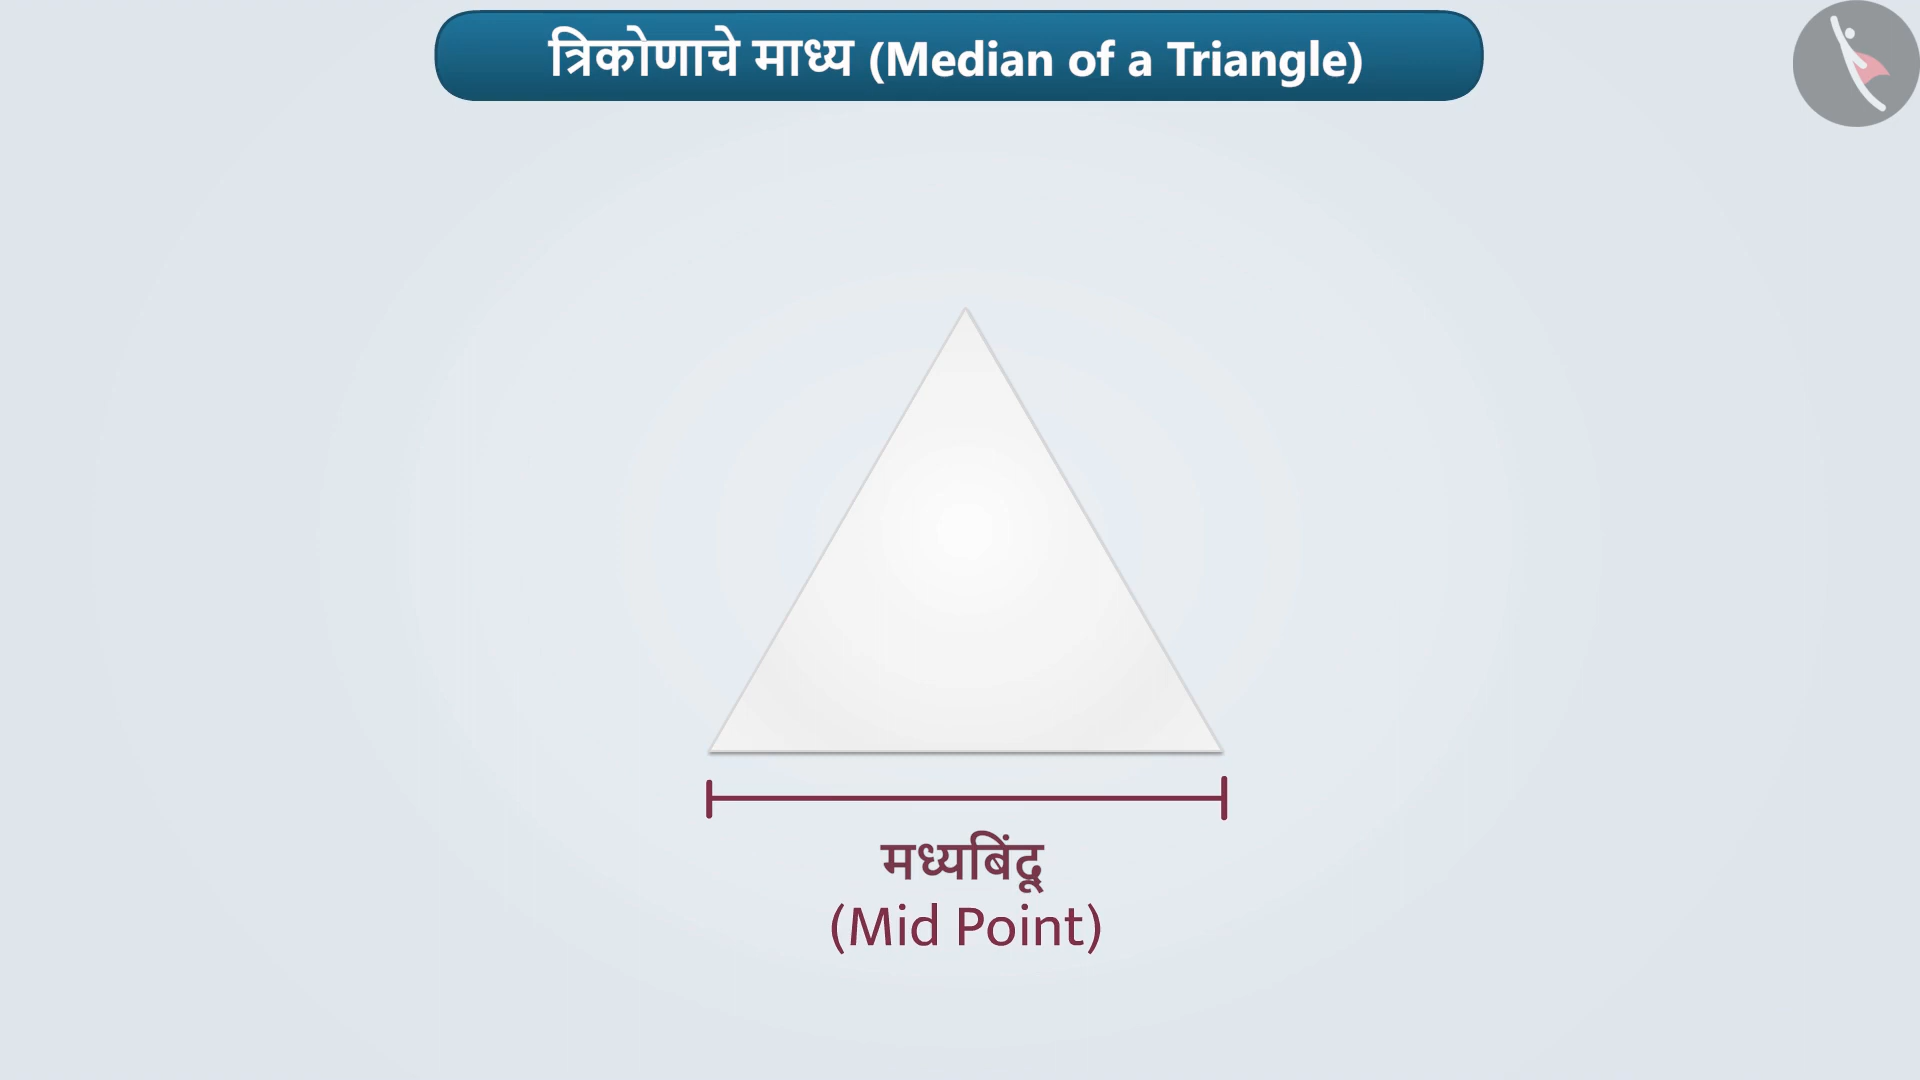 त्रिकोणाचे माध्य (Median of a Triangle)
मध्यबिंदू
(Mid Point)